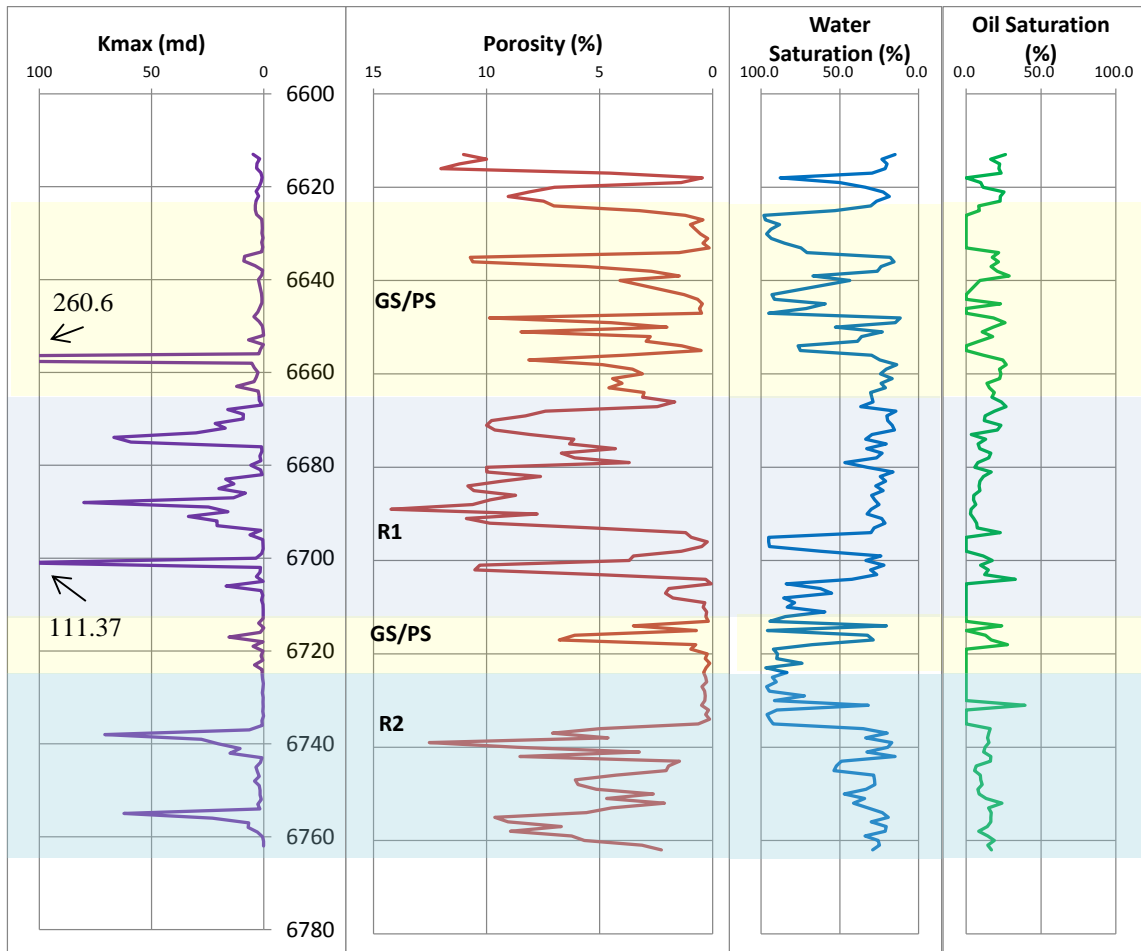 Kmax (md)
Porosity (%)
Water
Saturation (%)
Oil Saturation
(%)
100 50 0
15 10 5 0
100.0 50.0 0.0
0.0 50.0 100.0
6600
6620
6640
6660
6680
6700
6720
6740
6760
6780
260.6
111.37
GS/PS
R1
GS/PS
R2